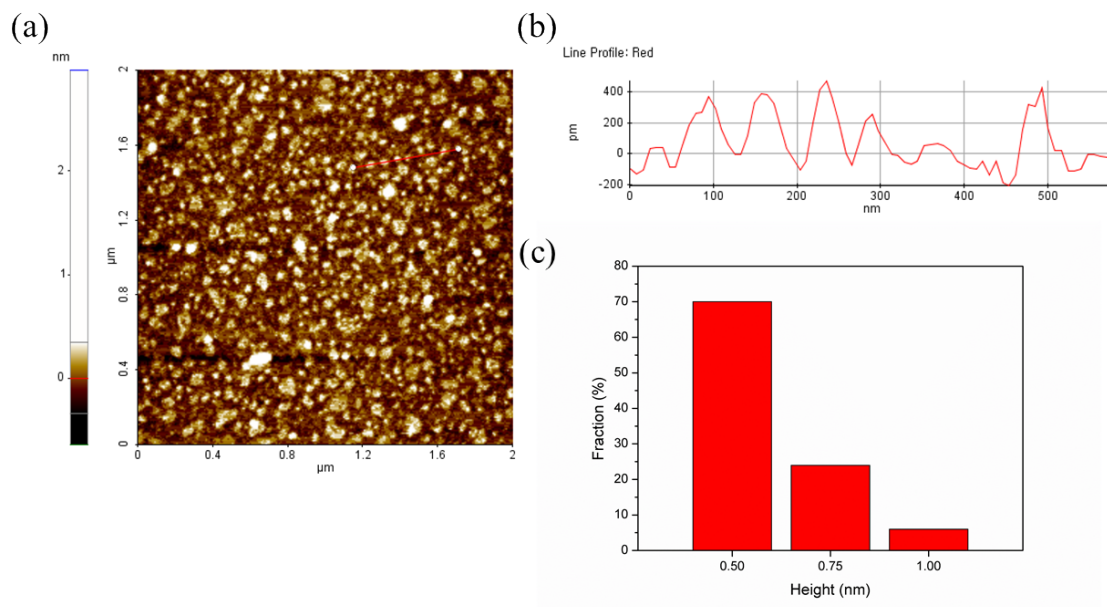 (a)
nm
2
1
0
2
1.6
1.2
0.8
0.4
0
μm
0 0.4 0.8 1.2 1.6 2
μm
(b)
Line Profile: Red
400
200
0
-200
pm
0 100 200 300 400 500
nm
(c)
80
70
60
50
40
30
20
10
0
Fraction (%)
0.50 0.75 1.00
Height (nm)